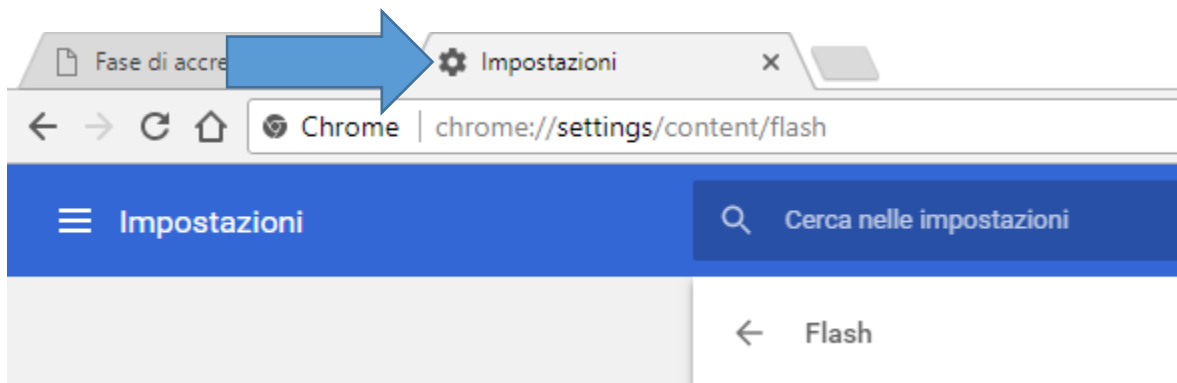 Fase di accre
Impostazioni
Chrome
chrome://settings/content/flash
Impostazioni
Cerca nelle impostazioni
Flash